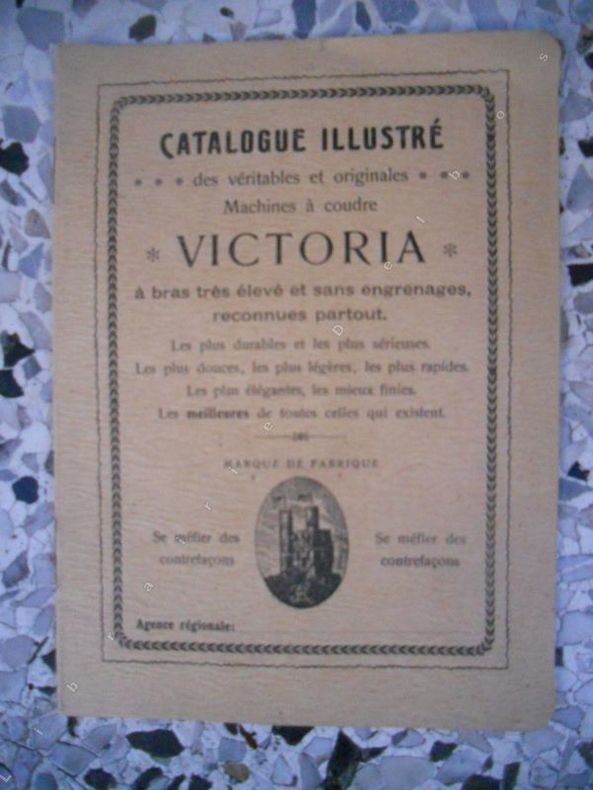 CATALOGUE ILLUSTRÉ
* * * des véritables et originales * * *
Machines à coudre
* VICTORIA *
à bras très élevé et sans engrenages,
reconnues partout.
Les plus durables et les plus sérieuses.
Les plus douces, les plus légères, les plus rapides.
Les plus élégantes, les mieux finies.
Les meilleures de toutes celles qui existent.
MARQUE DE FABRIQUE
Se méfier des
contrefaçons
Se méfier des
contrefaçons
Agence régionale:
Librairie Diel ibos